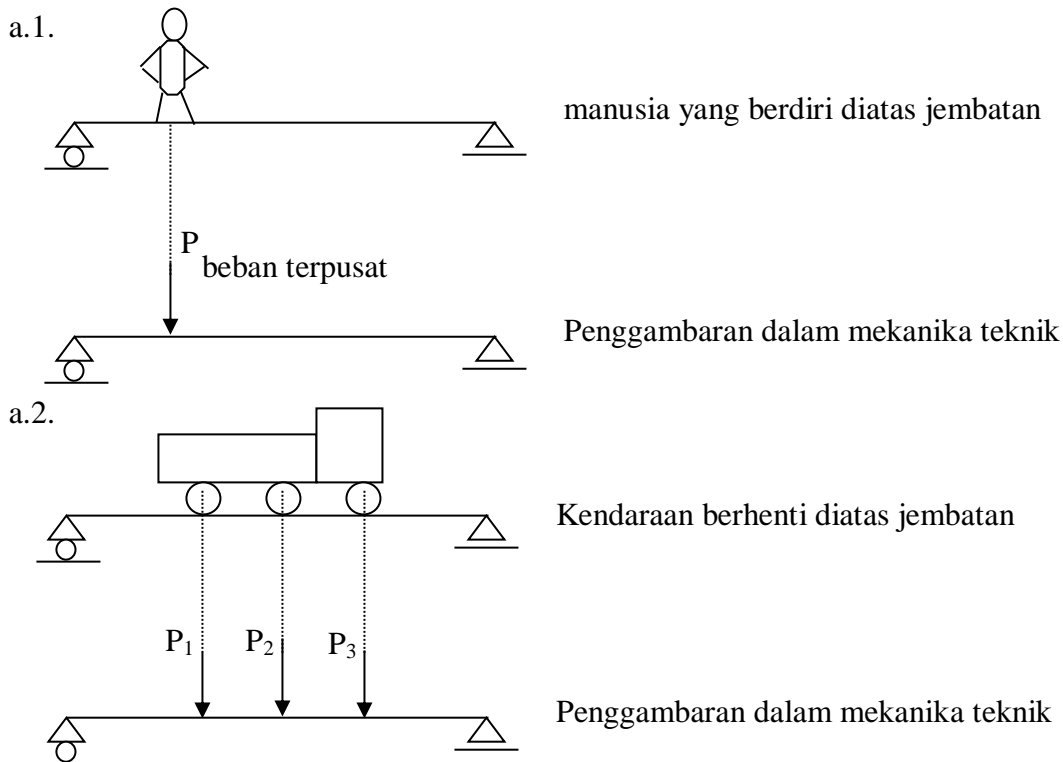 a.1.
manusia yang berdiri diatas jembatan
P
beban terpusat
Penggambaran dalam mekanika teknik
a.2.
Kendaraan berhenti diatas jembatan
P₁ P₂ P₃
Penggambaran dalam mekanika teknik